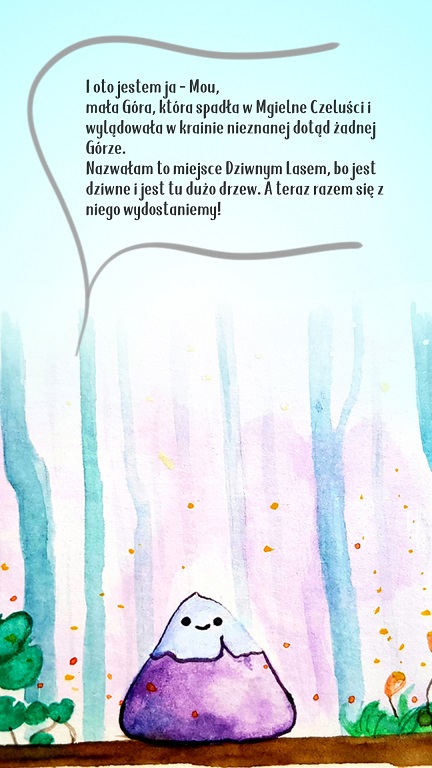 I oto jestem ja - Mou,
mała Góra, która spadła w Mgielne Czeluści i
wylądowała w krainie nieznanej dotąd żadnej
Górze.
Nazwałam to miejsce Dziwnym Lasem, bo jest
dziwne i jest tu dużo drzew. A teraz razem się z
niego wydostaniemy!